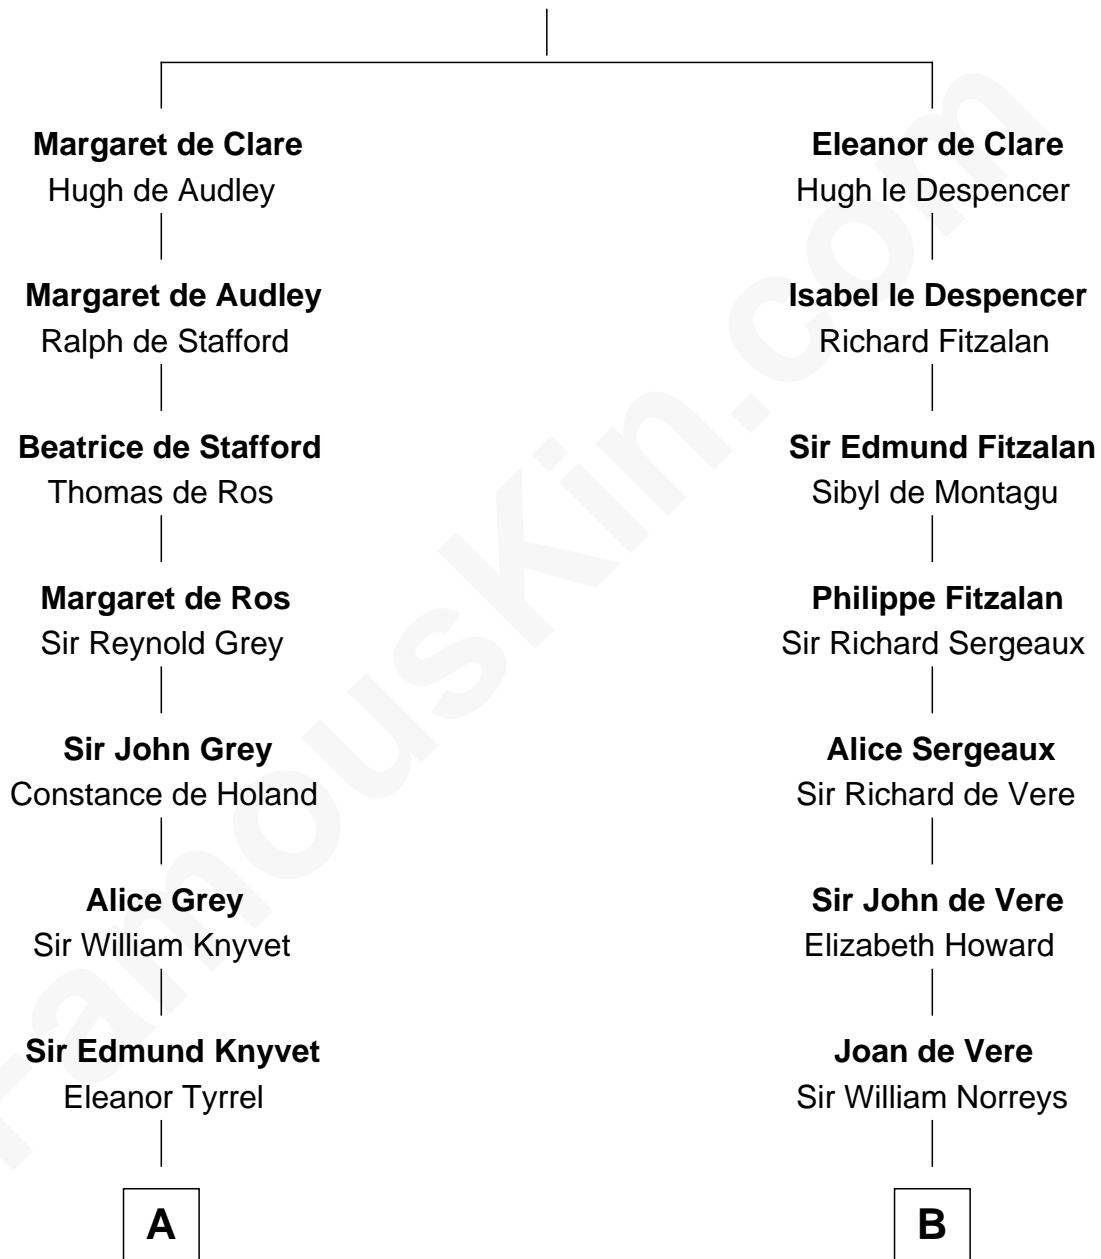 Margaret de Clare
Hugh de Audley
Margaret de Audley
Ralph de Stafford
Beatrice de Stafford
Thomas de Ros
Margaret de Ros
Sir Reynold Grey
Sir John Grey
Constance de Holand
Alice Grey
Sir William Knyvet
Sir Edmund Knyvet
Eleanor Tyrrel
A
Eleanor de Clare
Hugh le Despencer
Isabel le Despencer
Richard Fitzalan
Sir Edmund Fitzalan
Sibyl de Montagu
Philippe Fitzalan
Sir Richard Sergeaux
Alice Sergeaux
Sir Richard de Vere
Sir John de Vere
Elizabeth Howard
Joan de Vere
Sir William Norreys
B
FamousKin.com